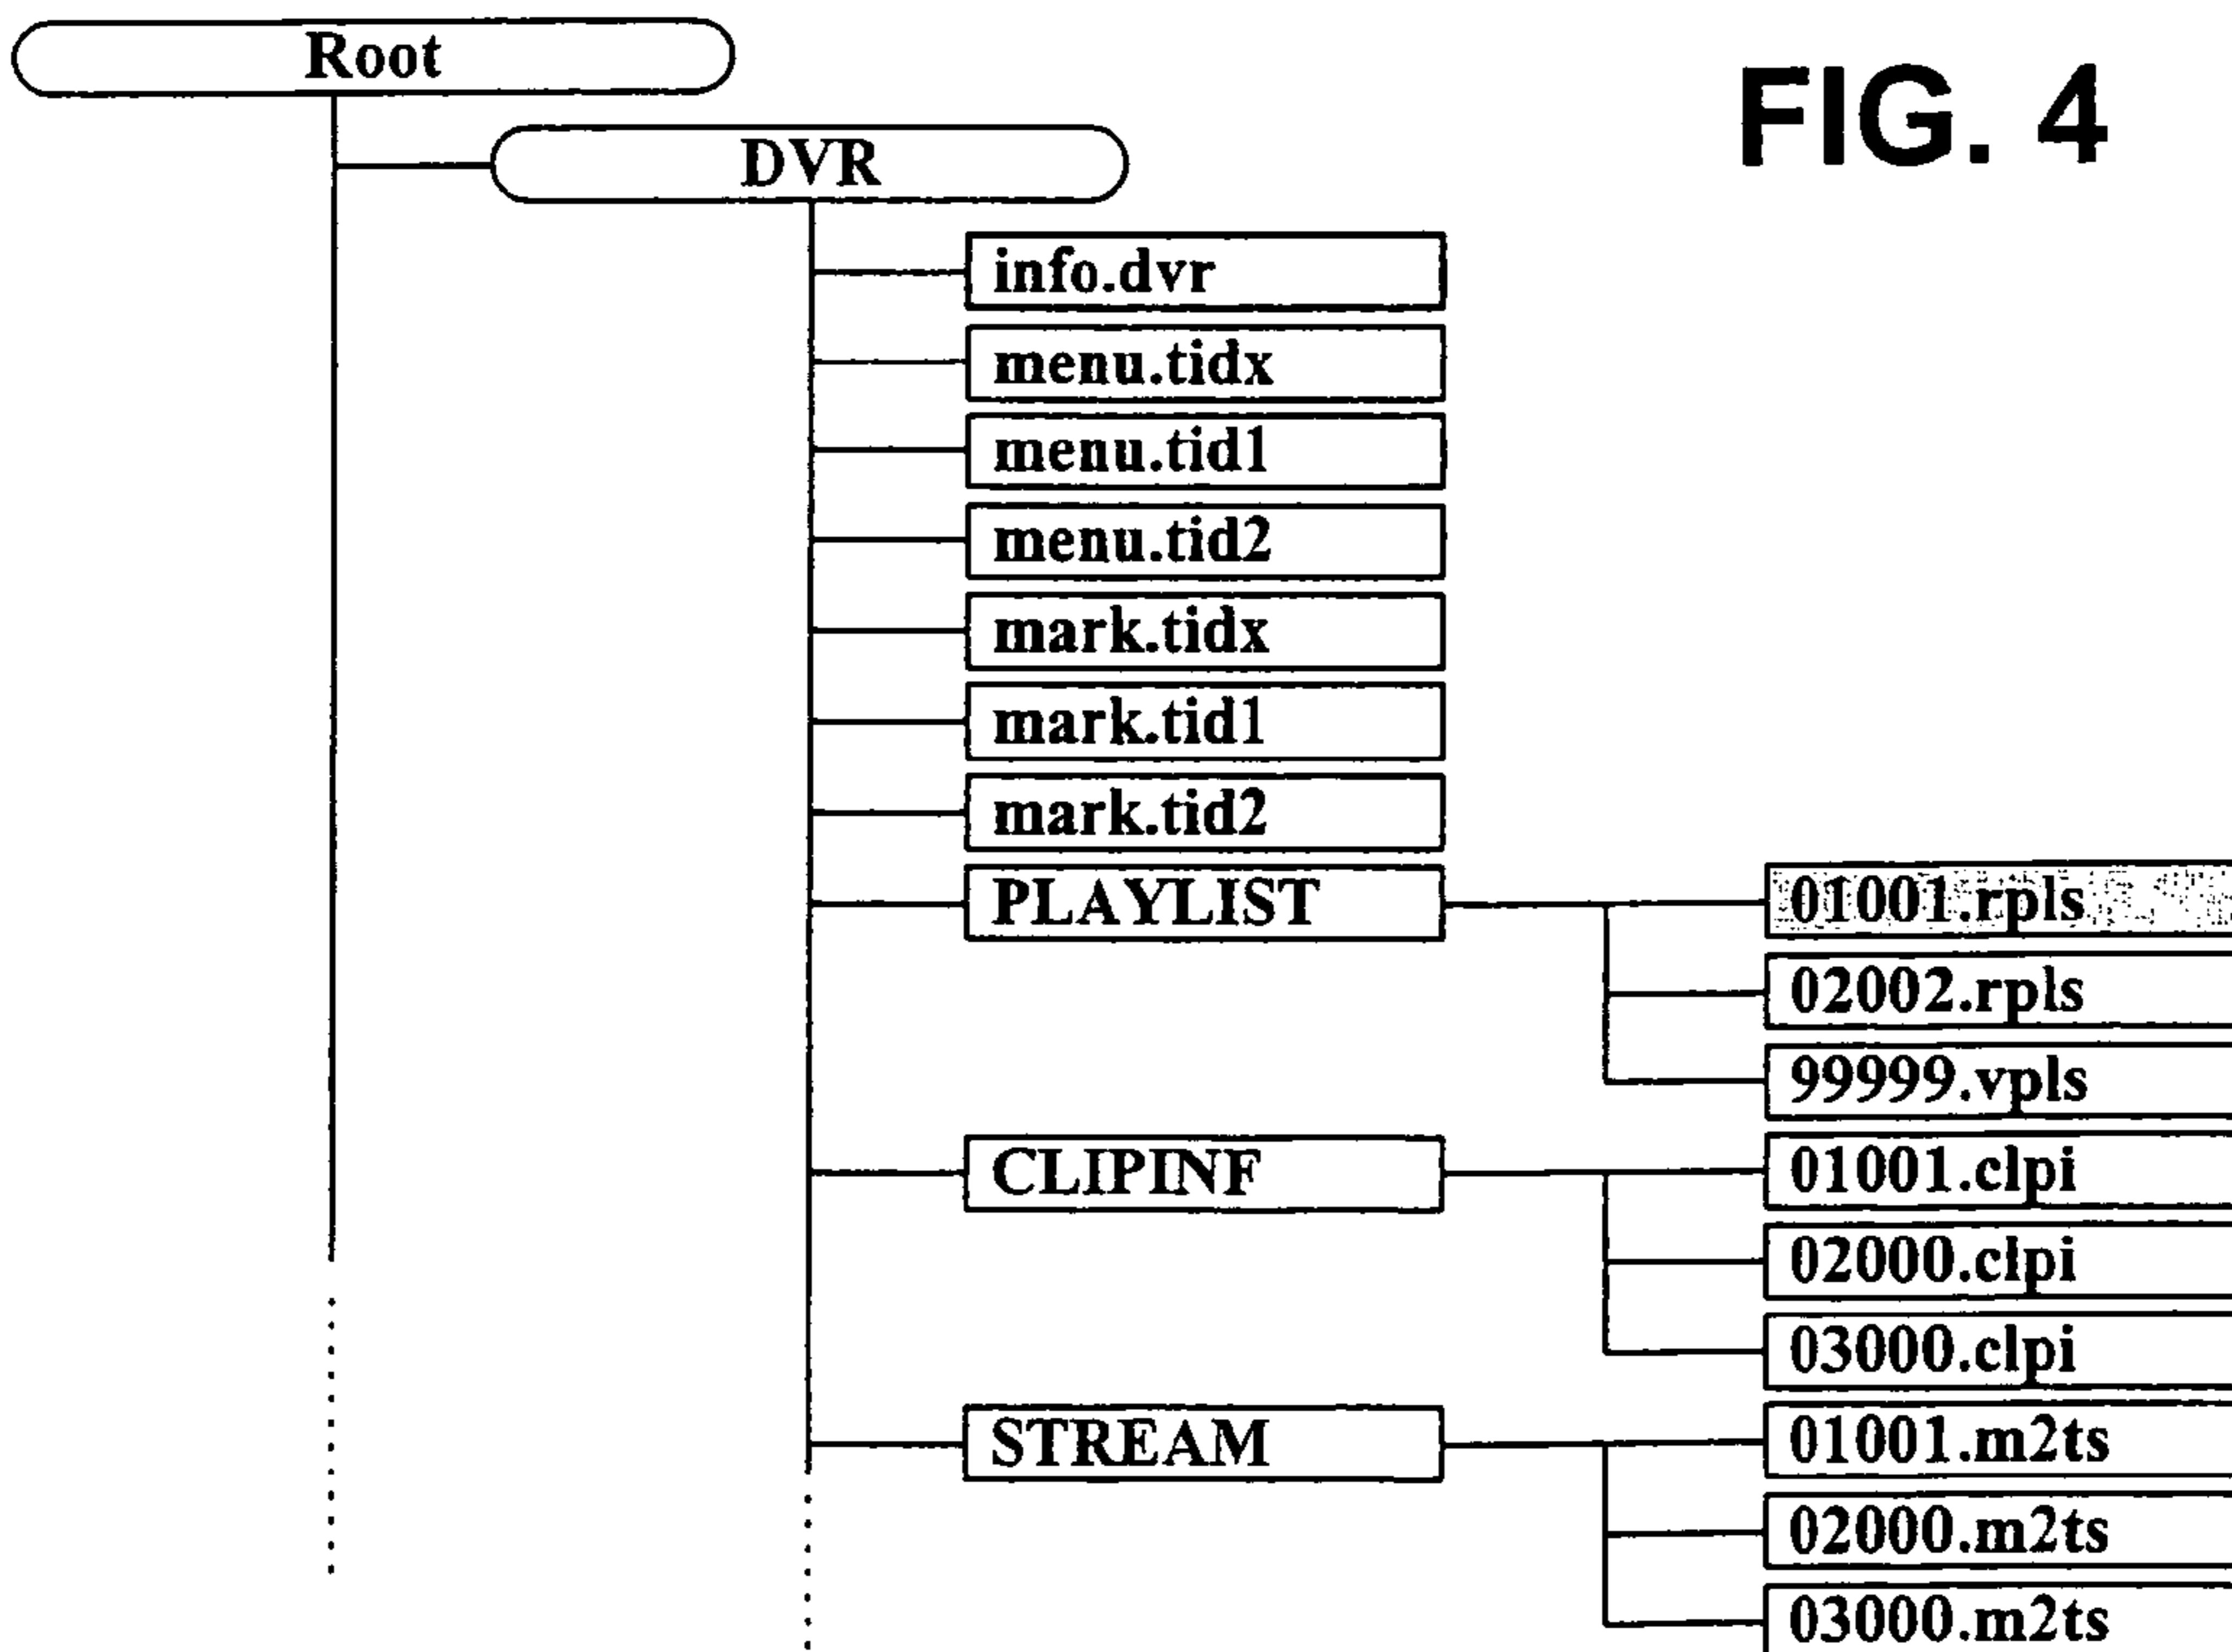 Root
FIG. 4
DVR
info.dvr
menu.tidx
menu.tid1
menu.tid2
mark.tidx
mark.tid1
mark.tid2
PLAYLIST
01001.rpls
02002.rpls
99999.vpls
CLIPINF
01001.clpi
02000.clpi
03000.clpi
STREAM
01001.m2ts
02000.m2ts
03000.m2ts